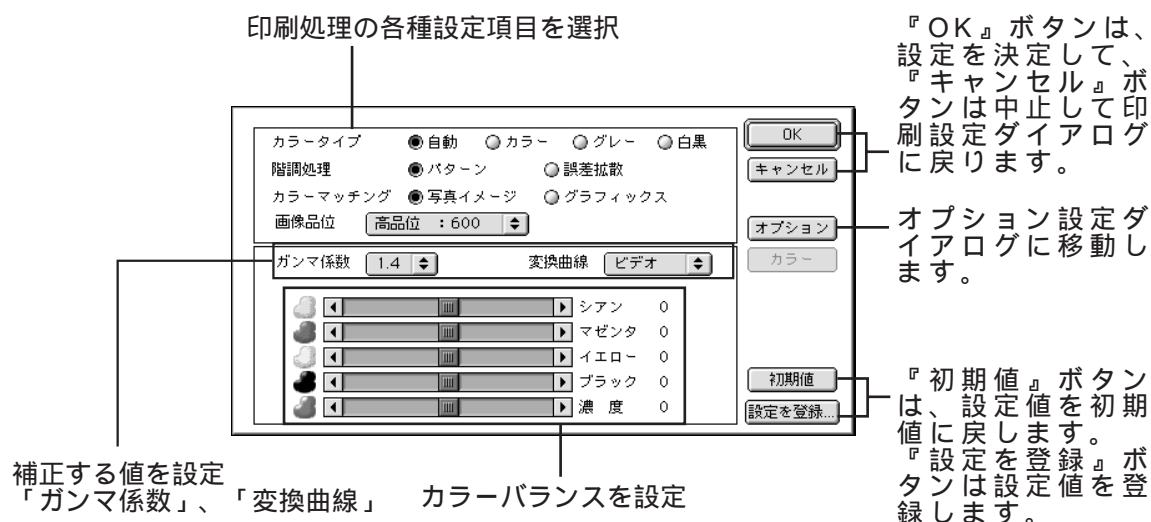 印刷処理の各種設定項目を選択
『OK』ボタンは、
設定を決定して、
『キャンセル』ボ
タンは中止して印
刷設定ダイアログ
に戻ります。
カラータイプ 自動 カラー グレー 白黒
OK
階調処理 パターン 誤差拡散
キャンセル
カラーマッチング 写真イメージ グラフィックス
画像品位 高品位 :600
オプション
オプション設定ダ
イアログに移動し
ます。
ガンマ係数 1.4 変換曲線 ビデオ
カラー
シアン 0
マゼンタ 0
イエロー 0
ブラック 0
濃 度 0
初期値
設定を登録...
『初期値』ボタン
は、設定値を初期
値に戻します。
『設定を登録』ボ
タンは設定値を登
録します。
補正する値を設定
「ガンマ係数」、「変換曲線」
カラーバランスを設定